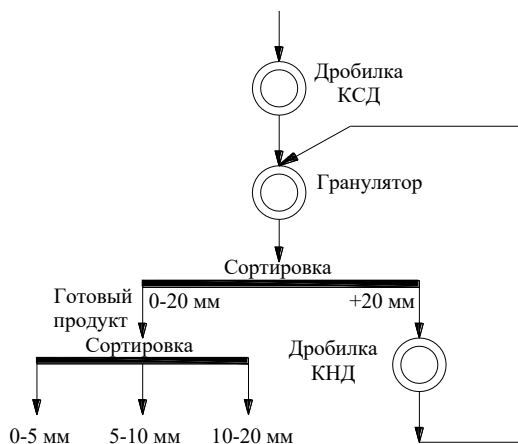 Дробилка
КСД
Гранулятор
Сортировка
Готовый
продукт
0-20 мм
+20 мм
Сортировка
Дробилка
КНД
0-5 мм
5-10 мм
10-20 мм